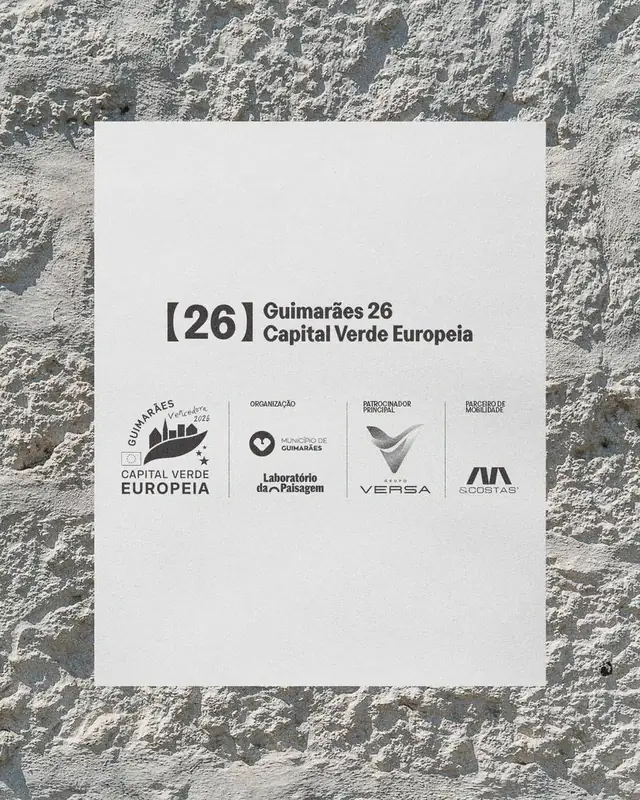 【26】
Guimarães 26
Capital Verde Europeia
GUIMARÃES
Vencedora
2026
CAPITAL VERDE
EUROPEIA
ORGANIZAÇÃO
MUNICÍPIO DE
GUIMARÃES
Laboratório
da Paisagem
PATROCINADOR
PRINCIPAL
GRUPO
VERSA
PARCEIRO DE
MOBILIDADE
M
&COSTAS